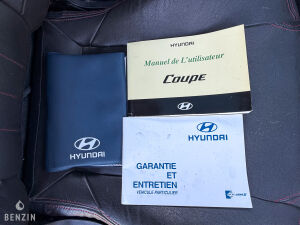 HYUNDAI
Manuel de L'utilisateur
Coupe
HYUNDAI
HYUNDAI
GARANTIE
ET
ENTRETIEN
VEHICULE PARTICULIER
BENZIN